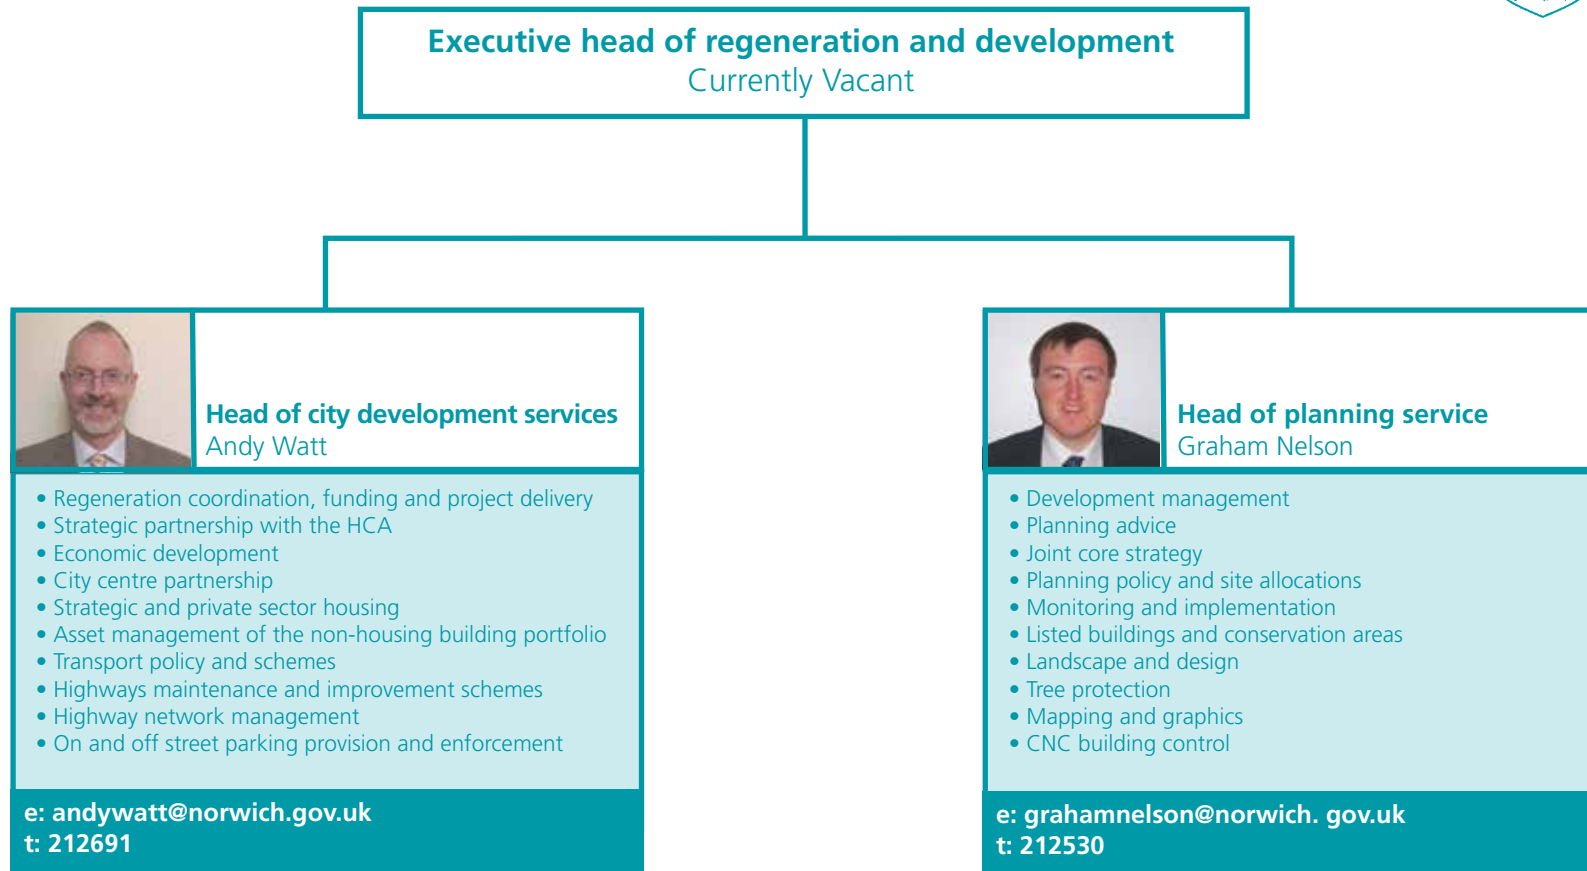 Executive head of regeneration and development
Currently Vacant
Head of city development services
Andy Watt
• Regeneration coordination, funding and project delivery
• Strategic partnership with the HCA
• Economic development
• City centre partnership
• Strategic and private sector housing
• Asset management of the non-housing building portfolio
• Transport policy and schemes
• Highways maintenance and improvement schemes
• Highway network management
• On and off street parking provision and enforcement
e: andywatt@norwich.gov.uk
t: 212691
Head of planning service
Graham Nelson
• Development management
• Planning advice
• Joint core strategy
• Planning policy and site allocations
• Monitoring and implementation
• Listed buildings and conservation areas
• Landscape and design
• Tree protection
• Mapping and graphics
• CNC building control
e: grahamnelson@norwich. gov.uk
t: 212530